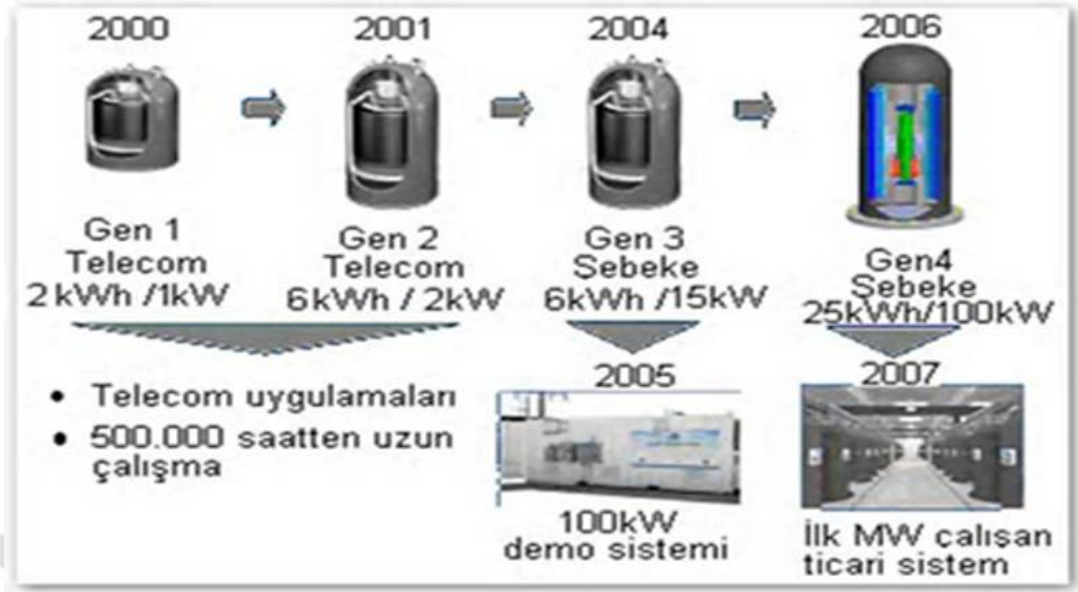 2000
2001
2004
2006
Gen 1
Telecom
2 kWh /1kW
Gen 2
Telecom
6kWh / 2kW
Gen 3
Sebeke
6kWh /15kW
Gen4
Sebeke
25kWh/100kW
• Telecom uygulamaları
• 500.000 saatten uzun
çalışma
2005
100kW
demo sistemi
2007
İlk MW çalışan
ticari sistem